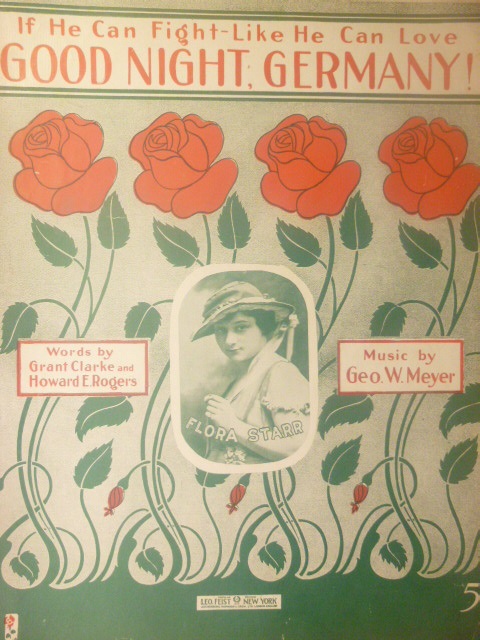 If He Can Fight-Like He Can Love
GOOD NIGHT, GERMANY!
Words by
Grant Clarke and
Howard E. Rogers
Music by
Geo. W. Meyer
FLORA STARR
LEO. FEIST NEW YORK
5